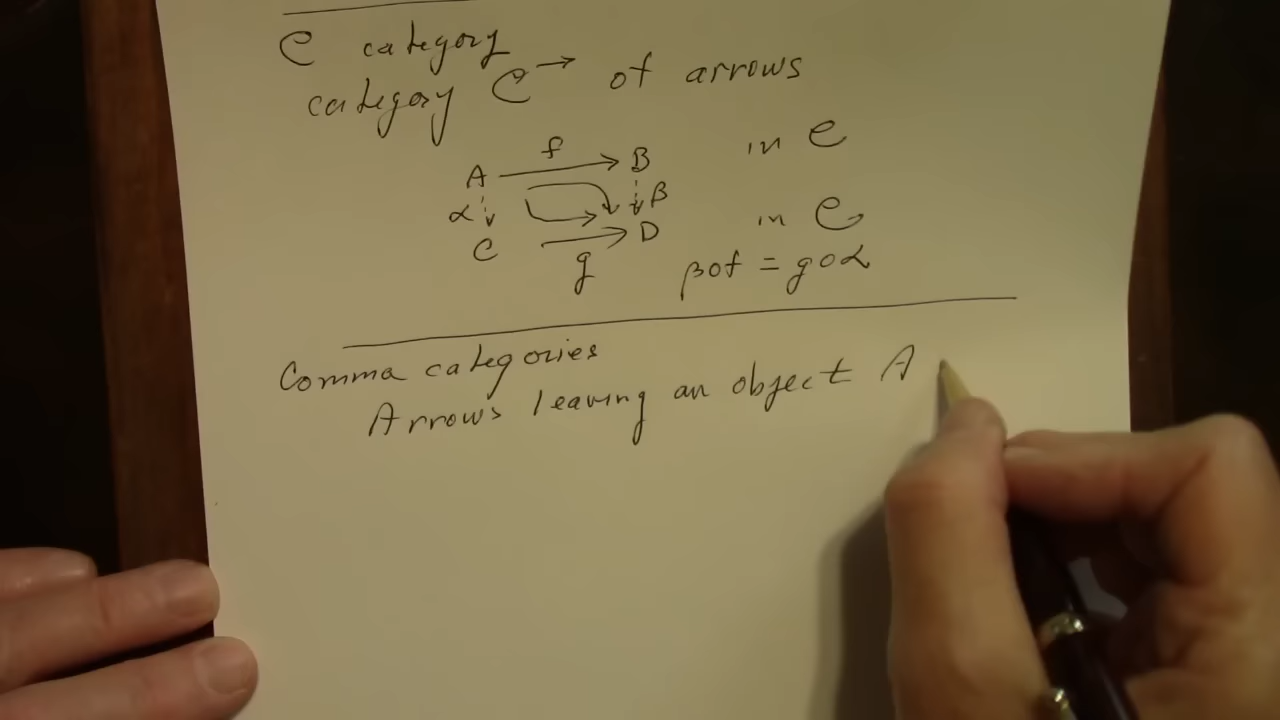 C category
category C→ of arrows
f
A → B in C
α β
C → D in C
g
β∘f = g∘α
Comma categories
Arrows leaving an object A